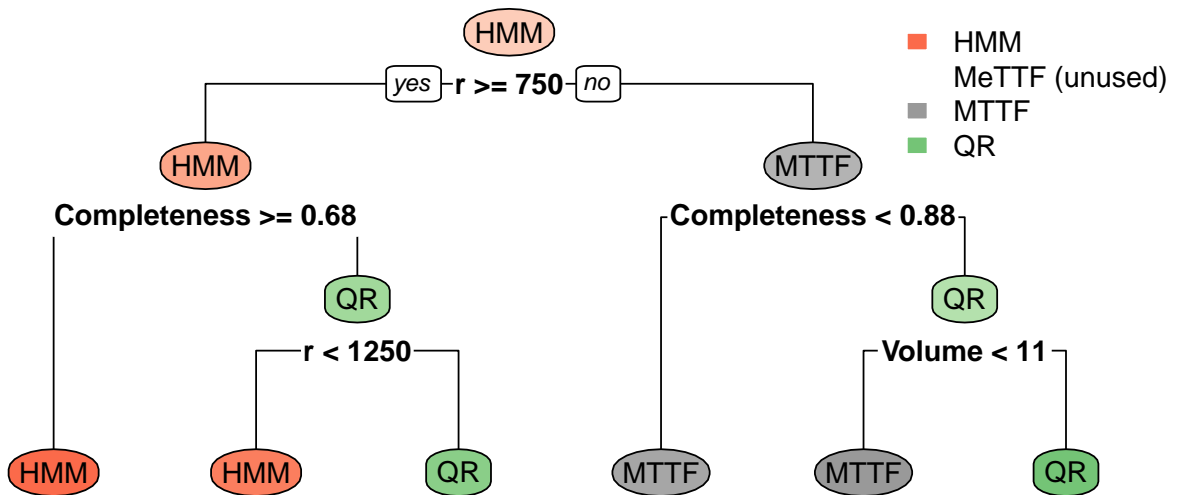 HMM
yes r >= 750 no
HMM
MeTTF (unused)
MTTF
QR
HMM
MTTF
Completeness >= 0.68
Completeness < 0.88
QR
QR
r < 1250
Volume < 11
HMM
HMM
QR
MTTF
MTTF
QR